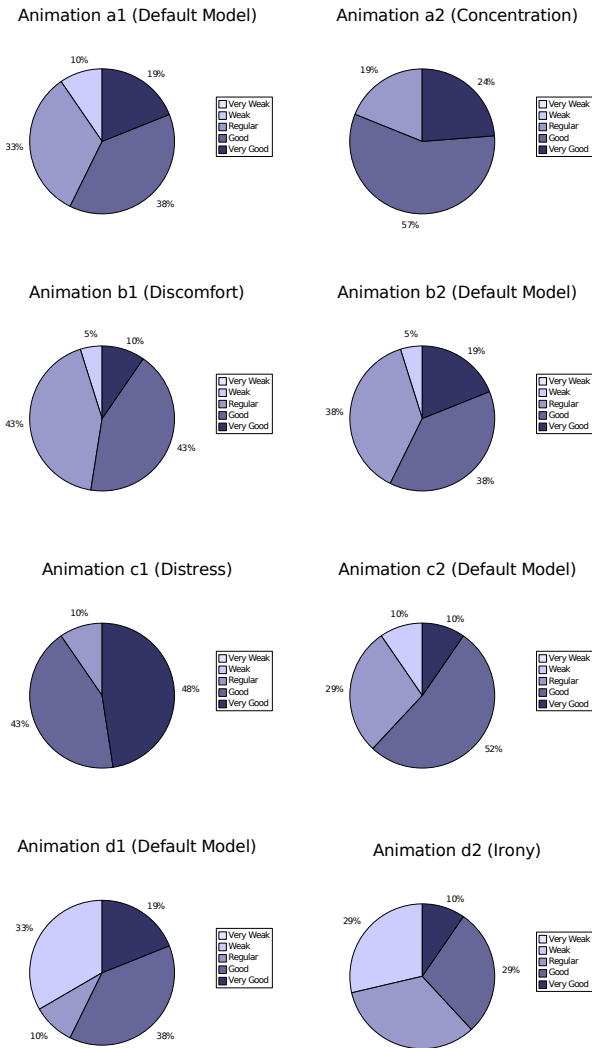 Animation a1 (Default Model)
10%
19%
33%
38%
Very Weak
Weak
Regular
Good
Very Good
Animation a2 (Concentration)
19%
24%
57%
Very Weak
Weak
Regular
Good
Very Good
Animation b1 (Discomfort)
5%
10%
43%
43%
Very Weak
Weak
Regular
Good
Very Good
Animation b2 (Default Model)
5%
19%
38%
38%
Very Weak
Weak
Regular
Good
Very Good
Animation c1 (Distress)
10%
48%
43%
Very Weak
Weak
Regular
Good
Very Good
Animation c2 (Default Model)
10%
10%
29%
52%
Very Weak
Weak
Regular
Good
Very Good
Animation d1 (Default Model)
33%
19%
10%
38%
Very Weak
Weak
Regular
Good
Very Good
Animation d2 (Irony)
10%
29%
29%
Very Weak
Weak
Regular
Good
Very Good